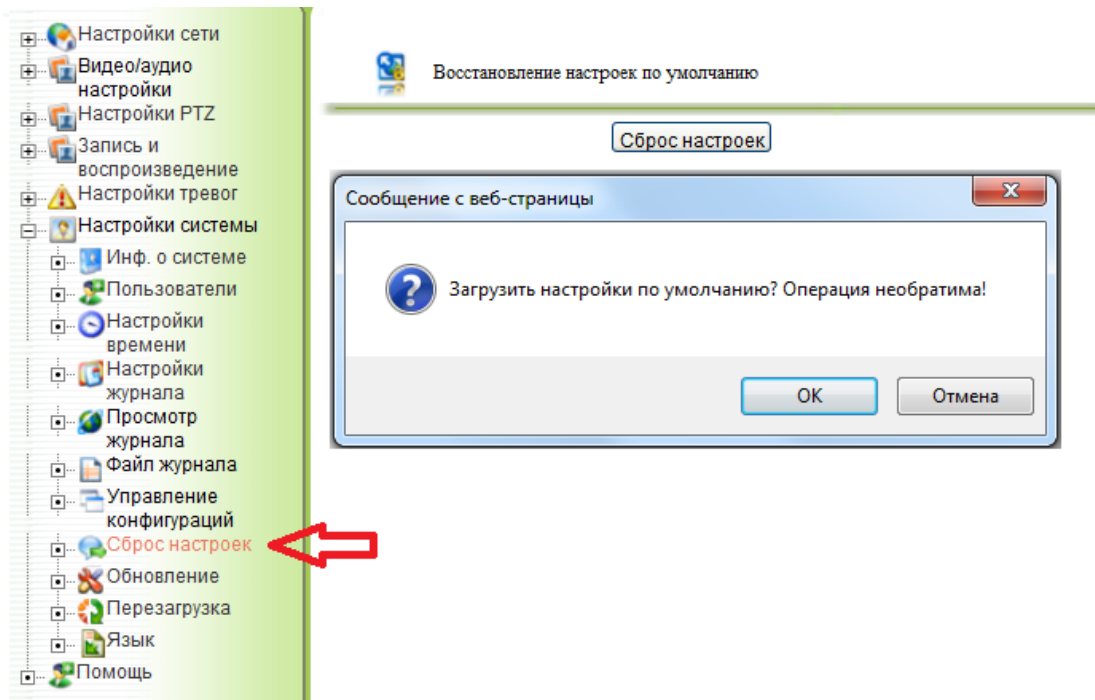 Настройки сети
Видео/аудио
настройки
Настройки PTZ
Запись и
воспроизведение
Настройки тревог
Настройки системы
Инф. о системе
Пользователи
Настройки
времени
Настройки
журнала
Просмотр
журнала
Файл журнала
Управление
конфигураций
Сброс настроек
Обновление
Перезагрузка
Язык
Помощь
Восстановление настроек по умолчанию
Сброс настроек
Сообщение с веб-страницы
Загрузить настройки по умолчанию? Операция необратима!
OK
Отмена